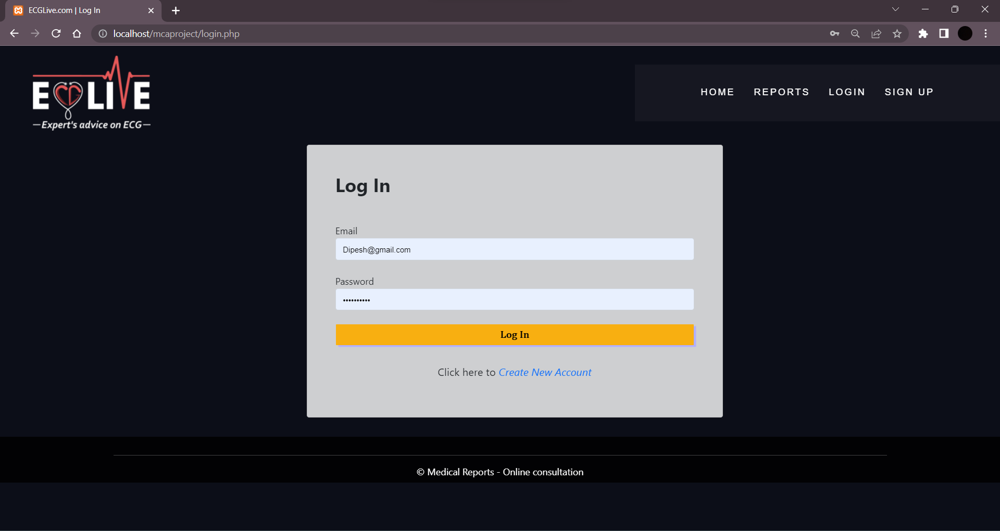 ECGLive.com | Log In
localhost/mcaproject/login.php
ECGLIVE
—Expert's advice on ECG—
HOME REPORTS LOGIN SIGN UP
Log In
Email
Dipesh@gmail.com
Password
••••••••••
Log In
Click here to Create New Account
© Medical Reports - Online consultation